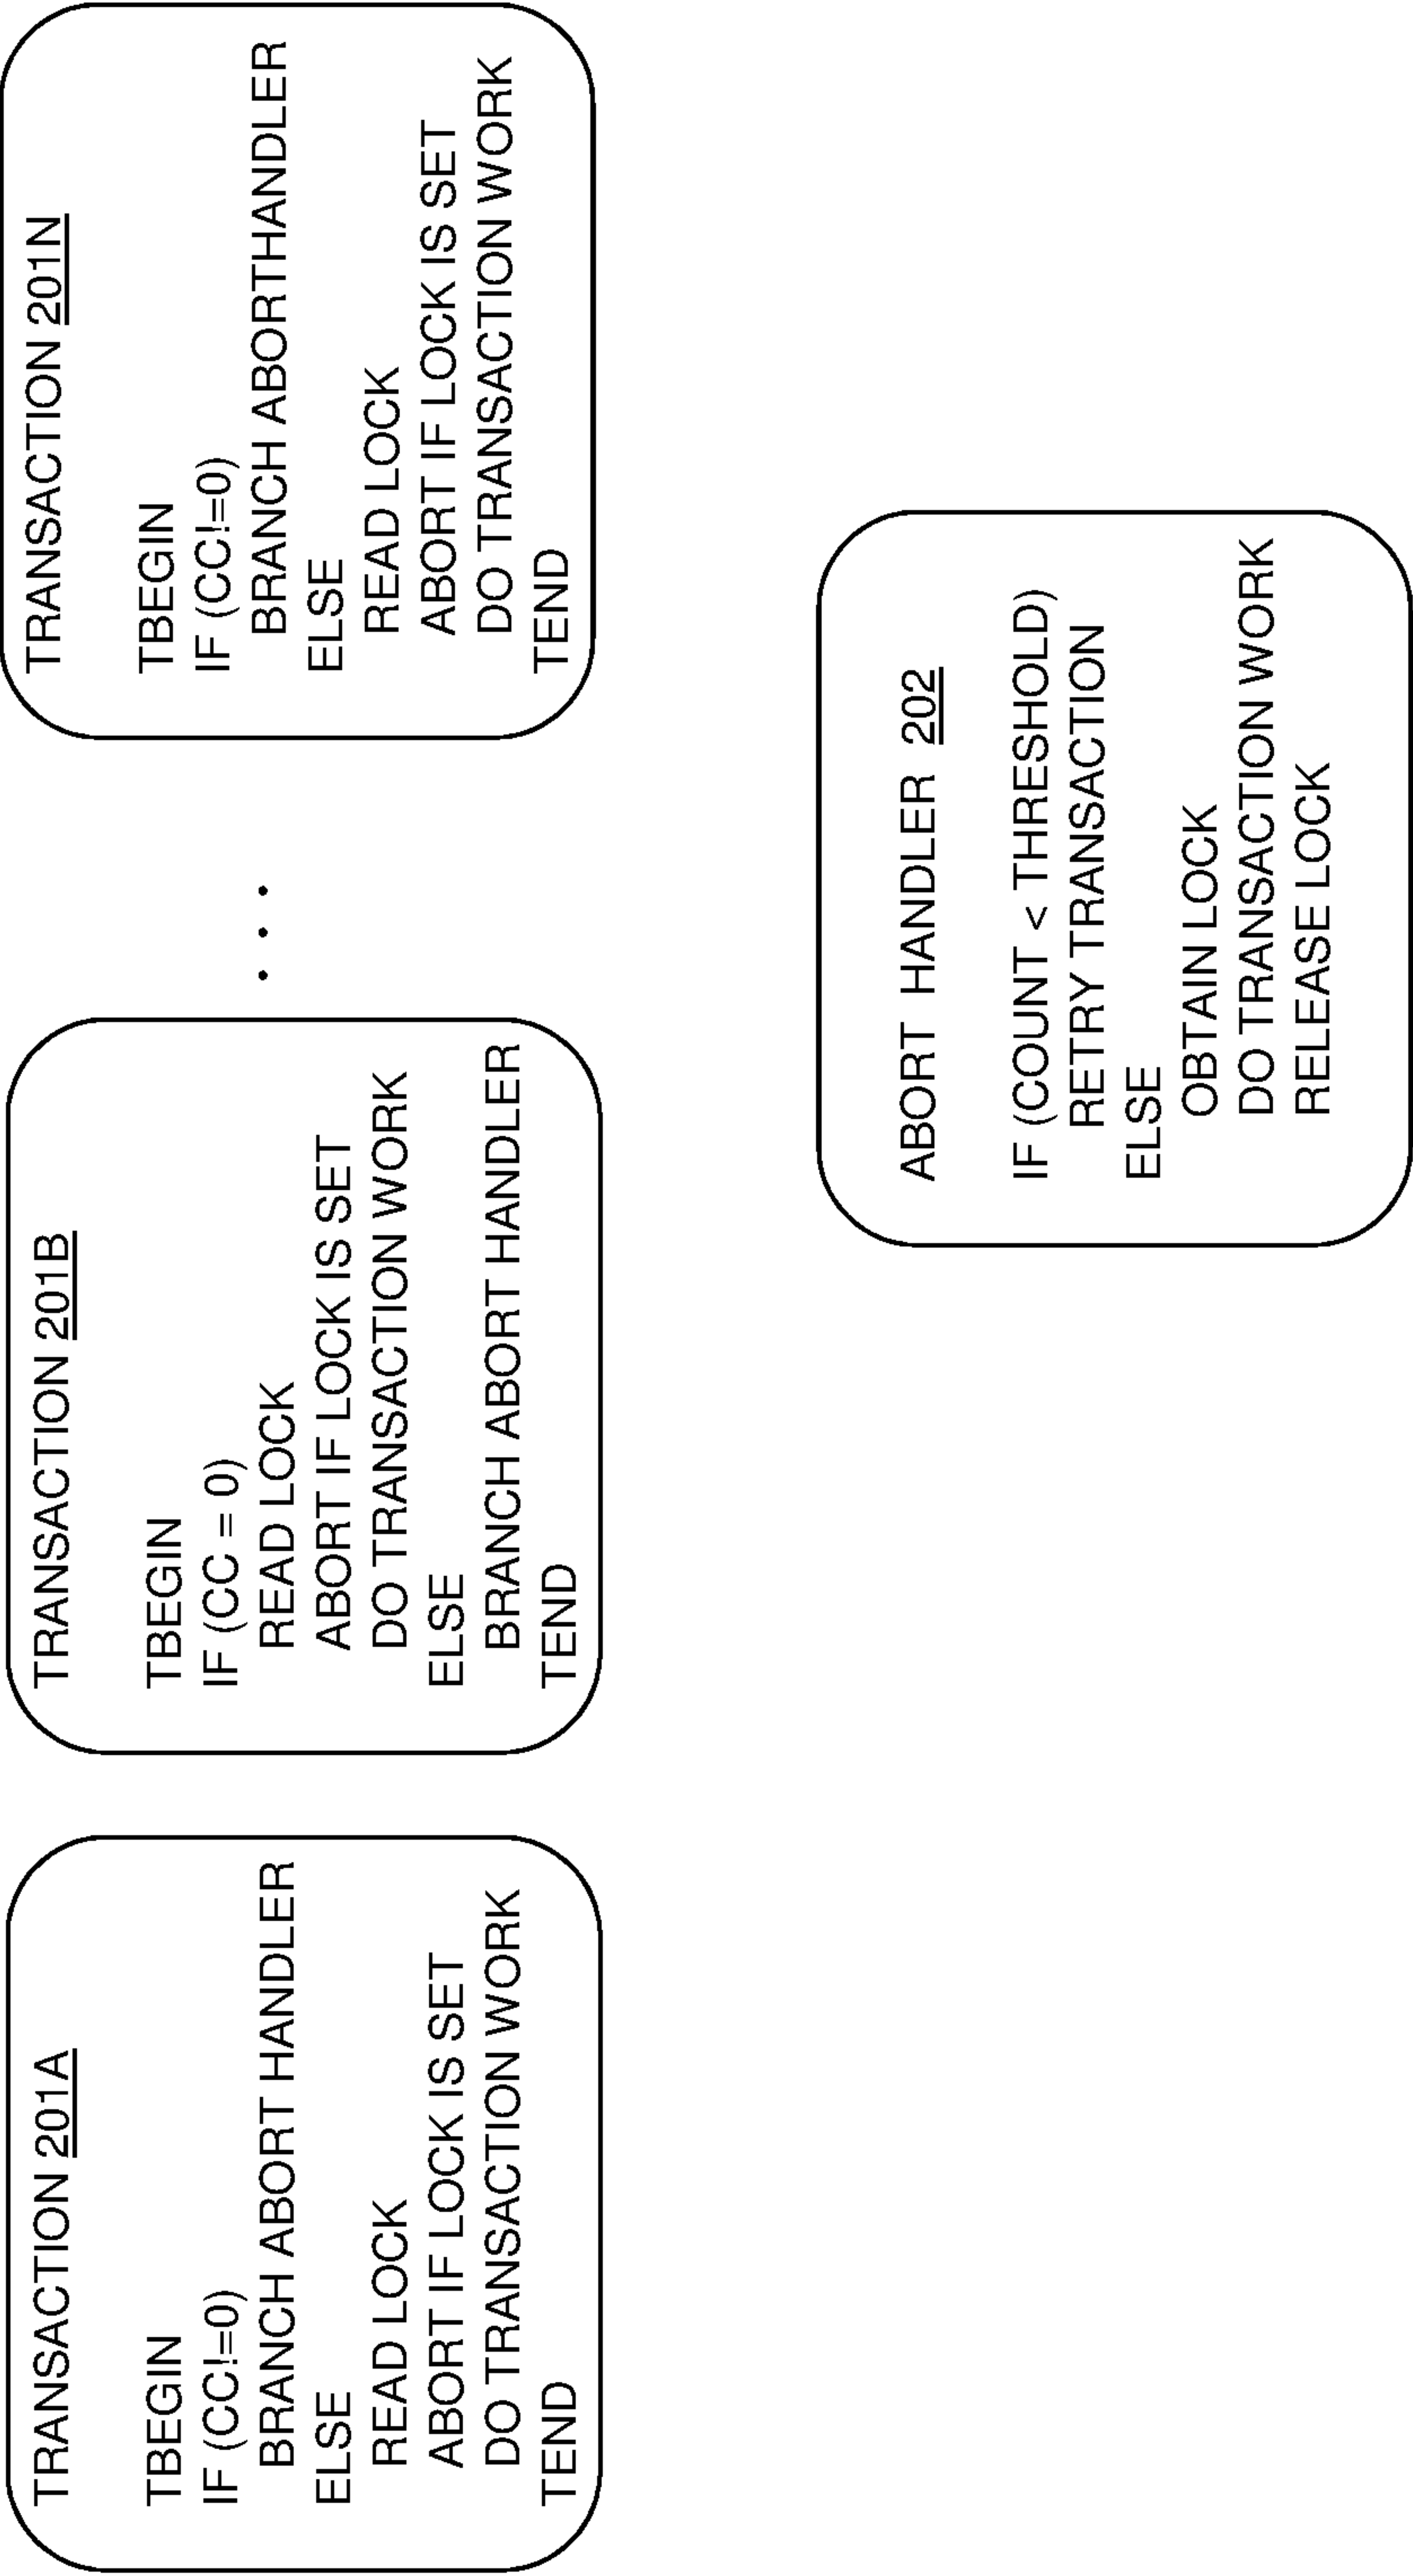 TRANSACTION 201A
TBEGIN
IF (CC!=0)
BRANCH ABORT HANDLER
ELSE
READ LOCK
ABORT IF LOCK IS SET
DO TRANSACTION WORK
TEND
TRANSACTION 201B
TBEGIN
IF (CC = 0)
READ LOCK
ABORT IF LOCK IS SET
DO TRANSACTION WORK
ELSE
BRANCH ABORT HANDLER
TEND
. . .
TRANSACTION 201N
TBEGIN
IF (CC!=0)
BRANCH ABORTHANDLER
ELSE
READ LOCK
ABORT IF LOCK IS SET
DO TRANSACTION WORK
TEND
ABORT HANDLER 202
IF (COUNT < THRESHOLD)
RETRY TRANSACTION
ELSE
OBTAIN LOCK
DO TRANSACTION WORK
RELEASE LOCK